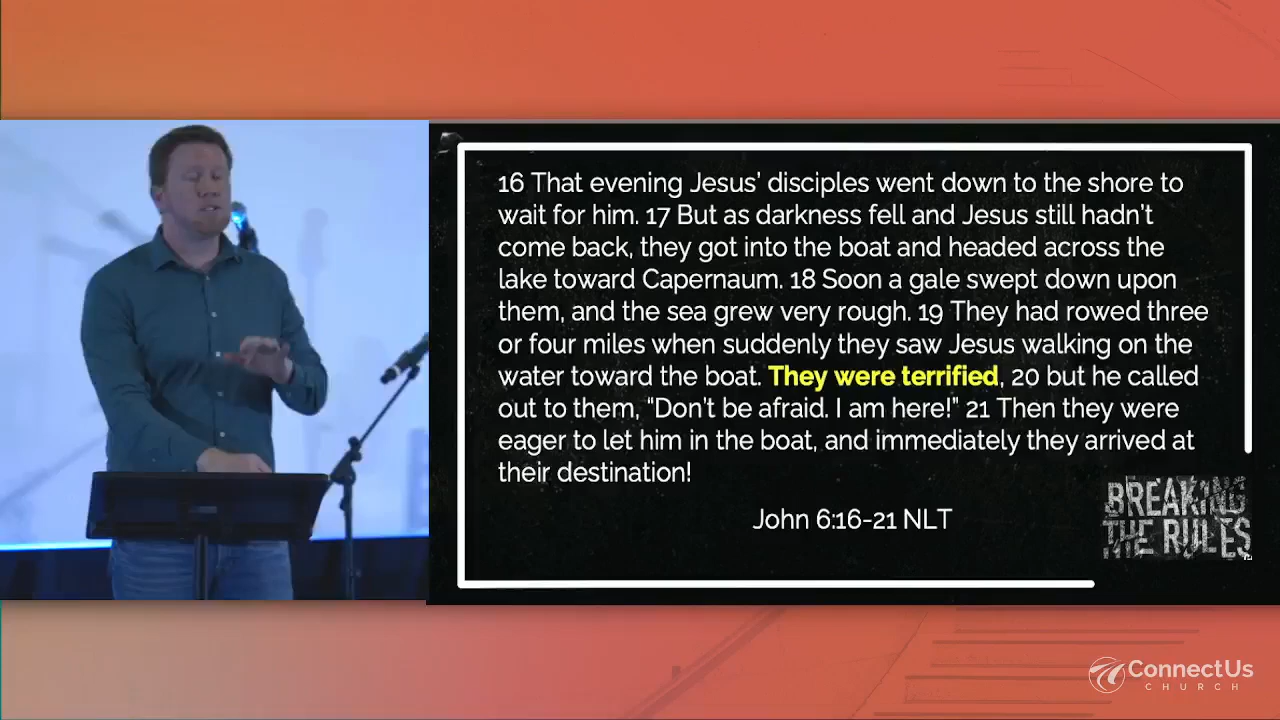 16 That evening Jesus’ disciples went down to the shore to
wait for him. 17 But as darkness fell and Jesus still hadn’t
come back, they got into the boat and headed across the
lake toward Capernaum. 18 Soon a gale swept down upon
them, and the sea grew very rough. 19 They had rowed three
or four miles when suddenly they saw Jesus walking on the
water toward the boat. They were terrified, 20 but he called
out to them, “Don’t be afraid. I am here!” 21 Then they were
eager to let him in the boat, and immediately they arrived at
their destination!
John 6:16-21 NLT
BREAKING
THE RULES
ConnectUs
CHURCH